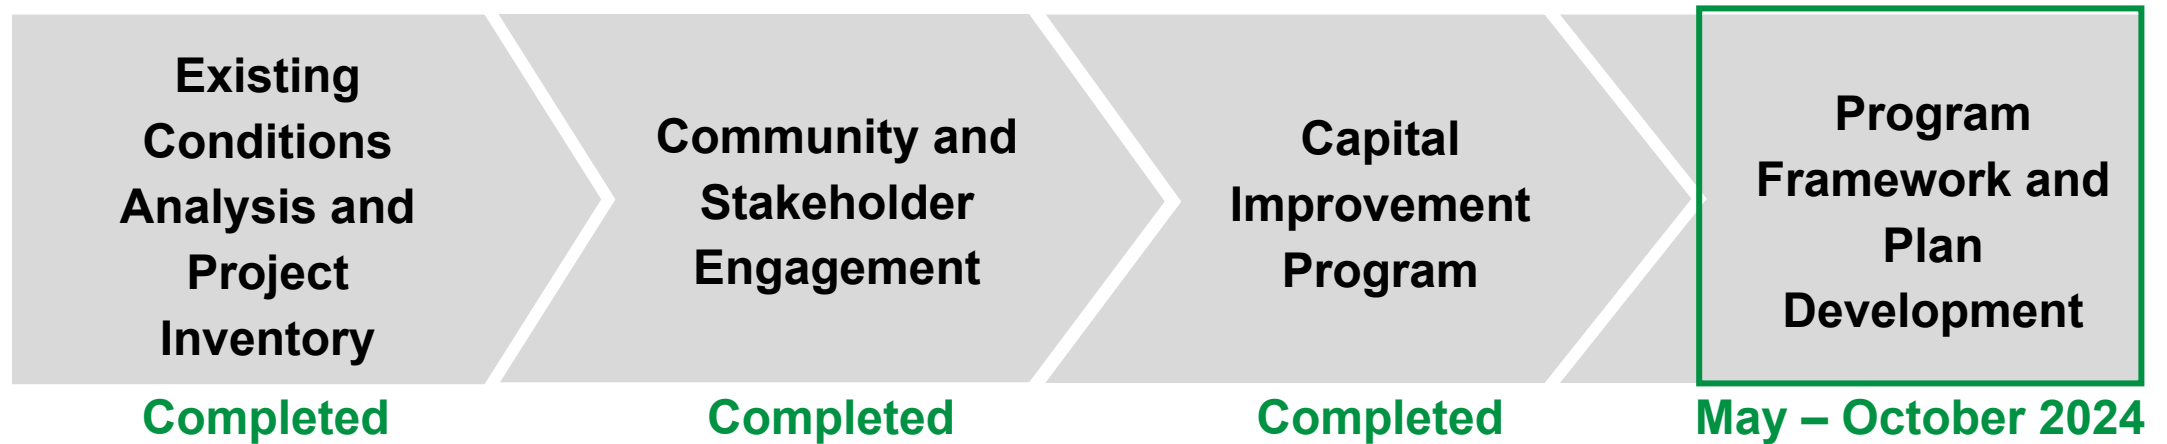 Existing
Conditions
Analysis and
Project
Inventory
Completed
Community and
Stakeholder
Engagement
Completed
Capital
Improvement
Program
Completed
Program
Framework and
Plan
Development
May – October 2024